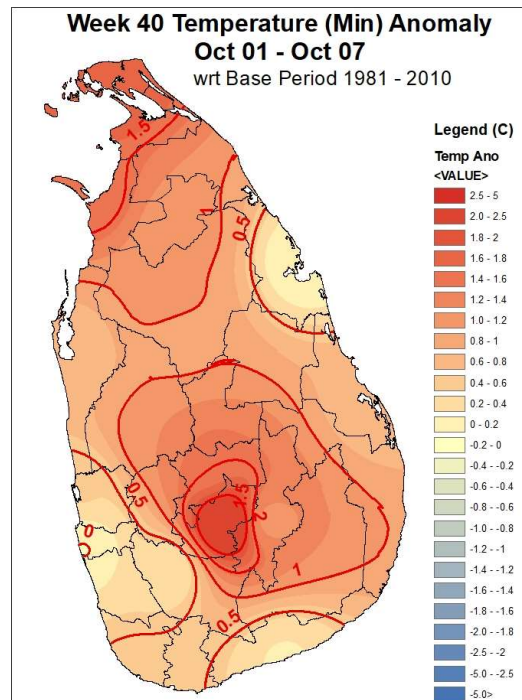 Week 40 Temperature (Min) Anomaly
Oct 01 - Oct 07
wrt Base Period 1981 - 2010
Legend (C)
Temp Ano
<VALUE>
2.5 - 5
2.0 - 2.5
1.8 - 2
1.6 - 1.8
1.4 - 1.6
1.2 - 1.4
1.0 - 1.2
0.8 - 1
0.6 - 0.8
0.4 - 0.6
0.2 - 0.4
0 - 0.2
-0.2 - 0
-0.4 - -0.2
-0.6 - -0.4
-0.8 - -0.6
-1.0 - -0.8
-1.2 - -1
-1.4 - -1.2
-1.6 - -1.4
-1.8 - -1.6
-2.0 - -1.8
-2.5 - -2
-5.0 - -2.5
-5.0>
1.5
1
0.5
1.5
2
0.5
0
1
0.5